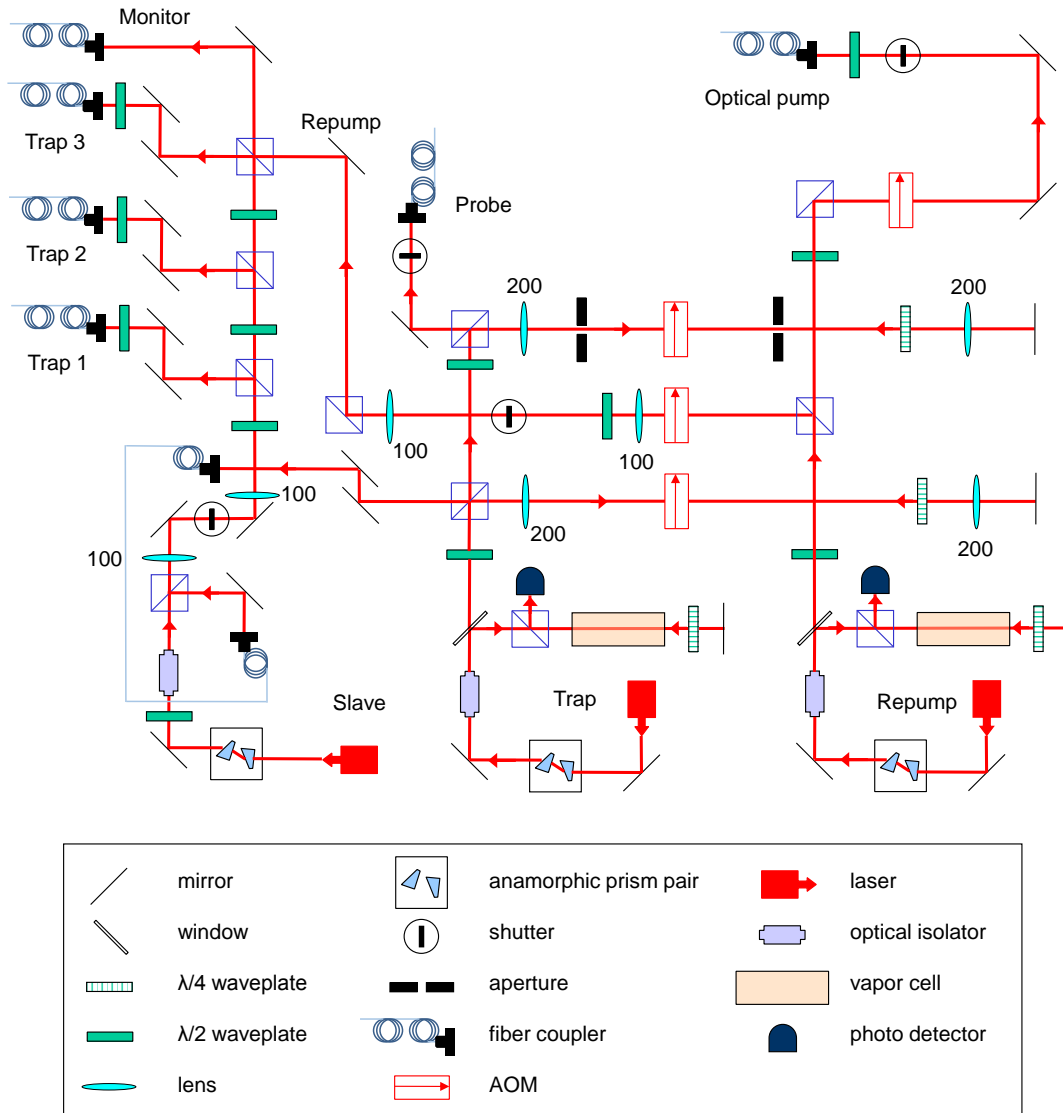 Monitor
Trap 3
Repump
Optical pump
Probe
Trap 2
200
200
Trap 1
100
100
100
200
200
100
Slave
Trap
Repump
mirror
anamorphic prism pair
laser
window
shutter
optical isolator
λ/4 waveplate
aperture
vapor cell
λ/2 waveplate
fiber coupler
photo detector
lens
AOM